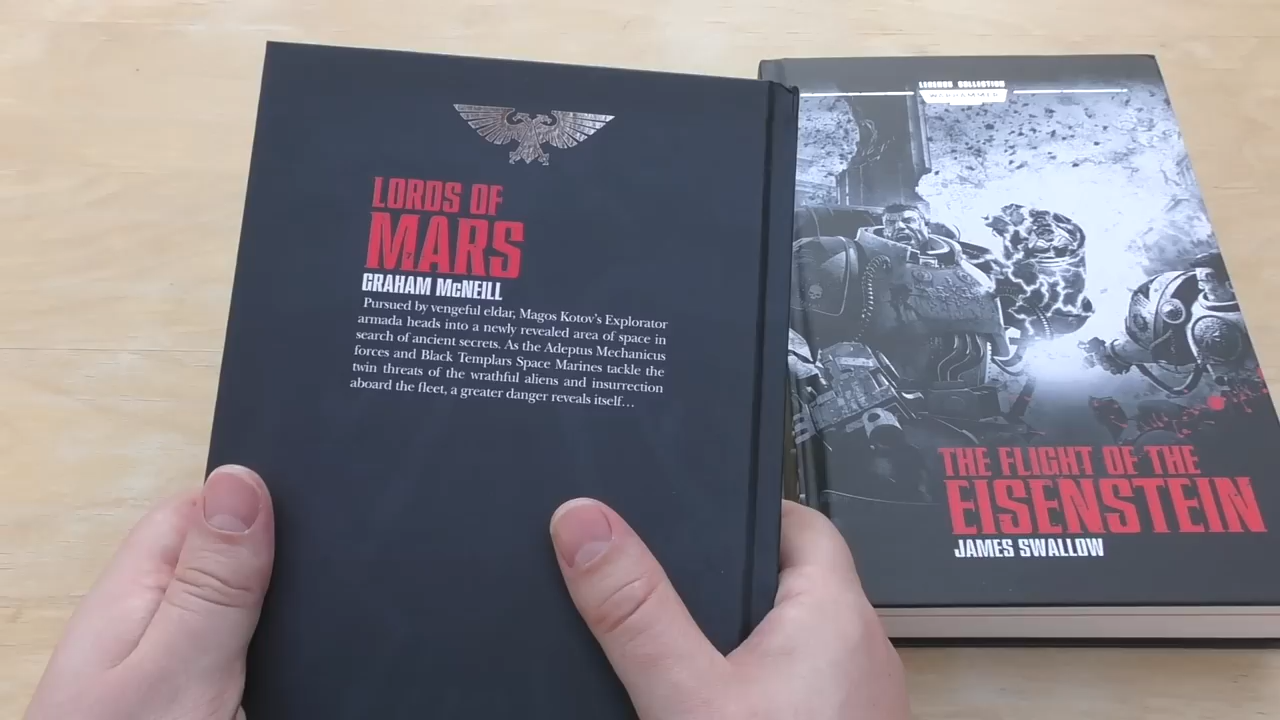 LORDS OF
MARS
GRAHAM McNEILL
Pursued by vengeful eldar, Magos Kotov's Explorator
armada heads into a newly revealed area of space in
search of ancient secrets. As the Adeptus Mechanicus
forces and Black Templars Space Marines tackle the
twin threats of the wrathful aliens and insurrection
aboard the fleet, a greater danger reveals itself…
LEGENDS COLLECTION
WARHAMMER
THE FLIGHT OF THE
EISENSTEIN
JAMES SWALLOW